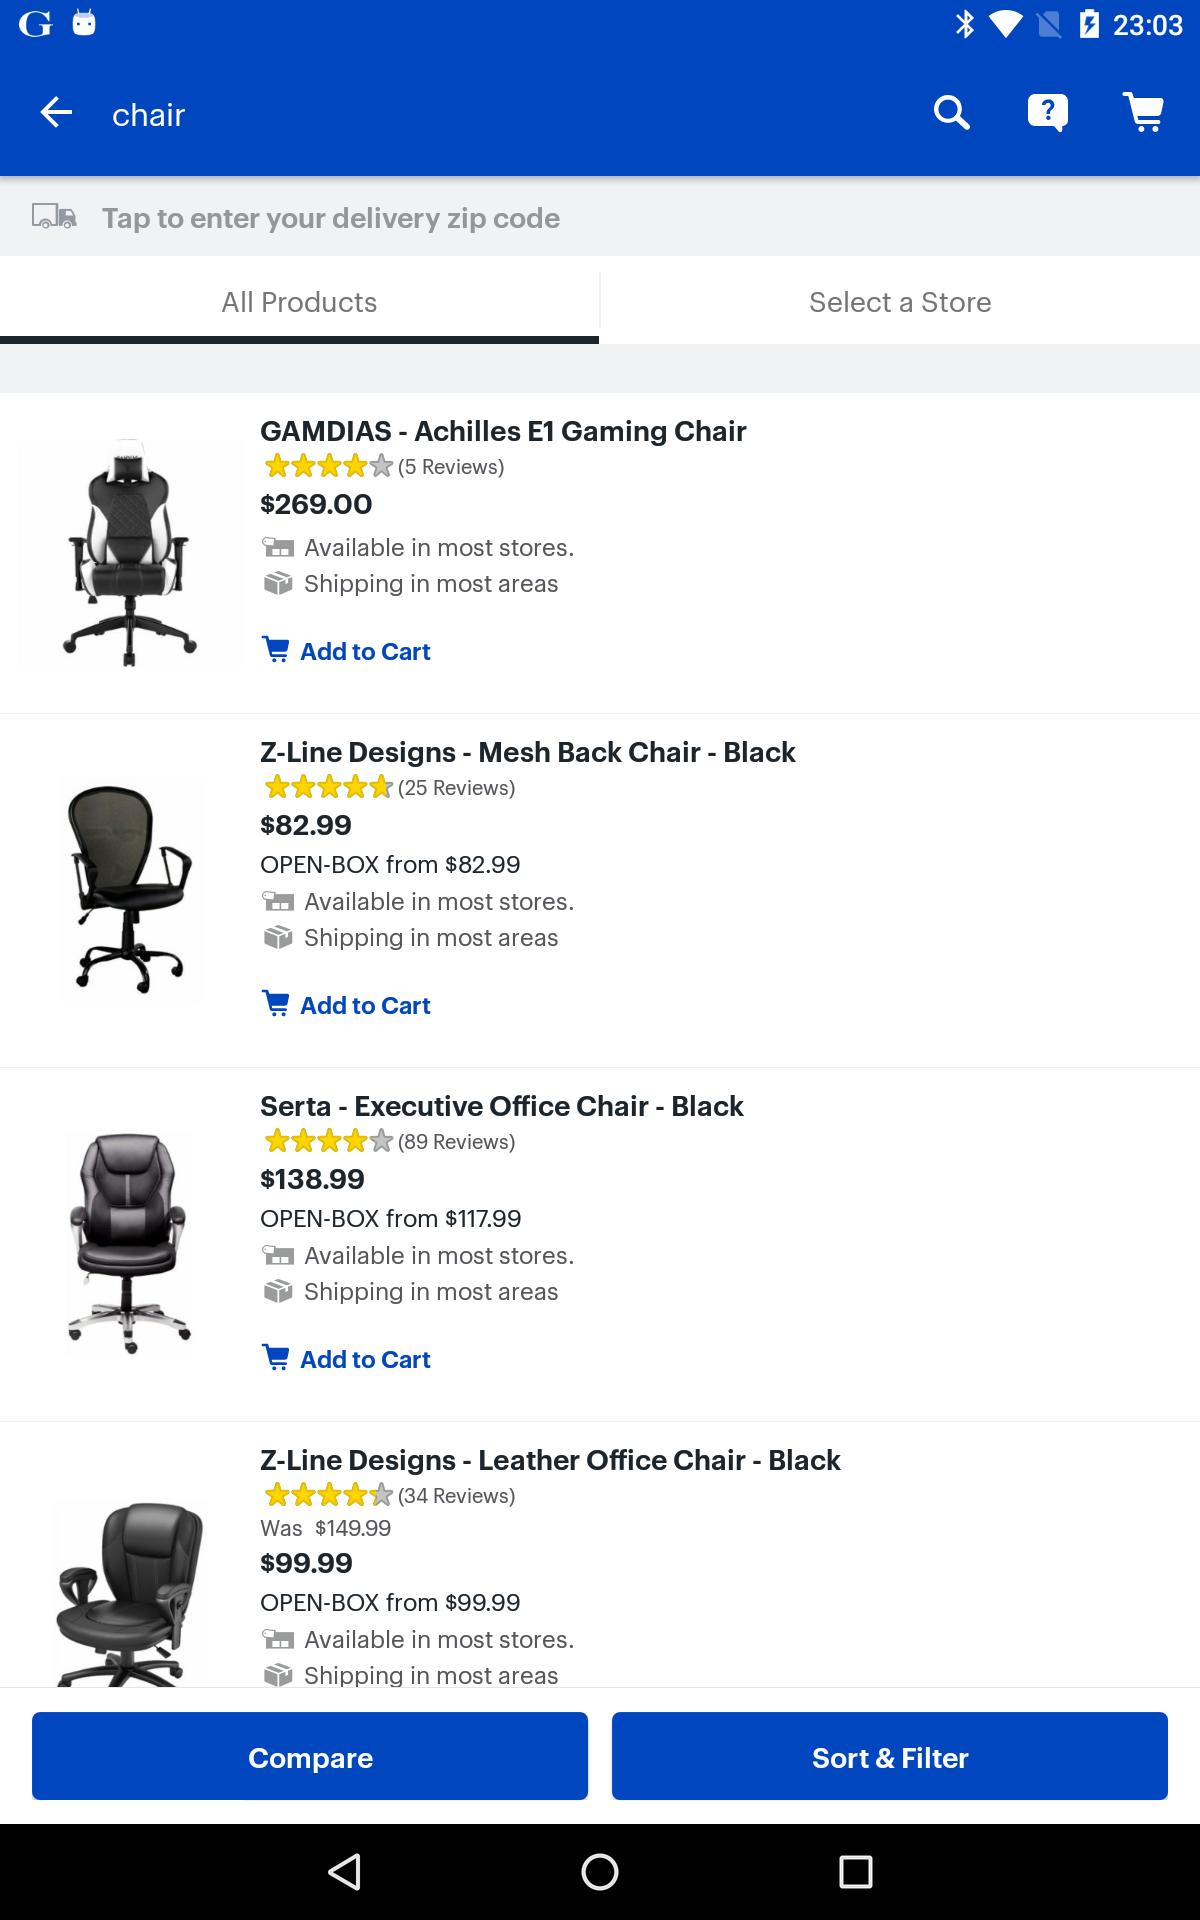 G
23:03
chair
?
Tap to enter your delivery zip code
All Products
Select a Store
GAMDIAS - Achilles E1 Gaming Chair
(5 Reviews)
$269.00
Available in most stores.
Shipping in most areas
Add to Cart
Z-Line Designs - Mesh Back Chair - Black
(25 Reviews)
$82.99
OPEN-BOX from $82.99
Available in most stores.
Shipping in most areas
Add to Cart
Serta - Executive Office Chair - Black
(89 Reviews)
$138.99
OPEN-BOX from $117.99
Available in most stores.
Shipping in most areas
Add to Cart
Z-Line Designs - Leather Office Chair - Black
(34 Reviews)
Was $149.99
$99.99
OPEN-BOX from $99.99
Available in most stores.
Shipping in most areas
Compare
Sort & Filter